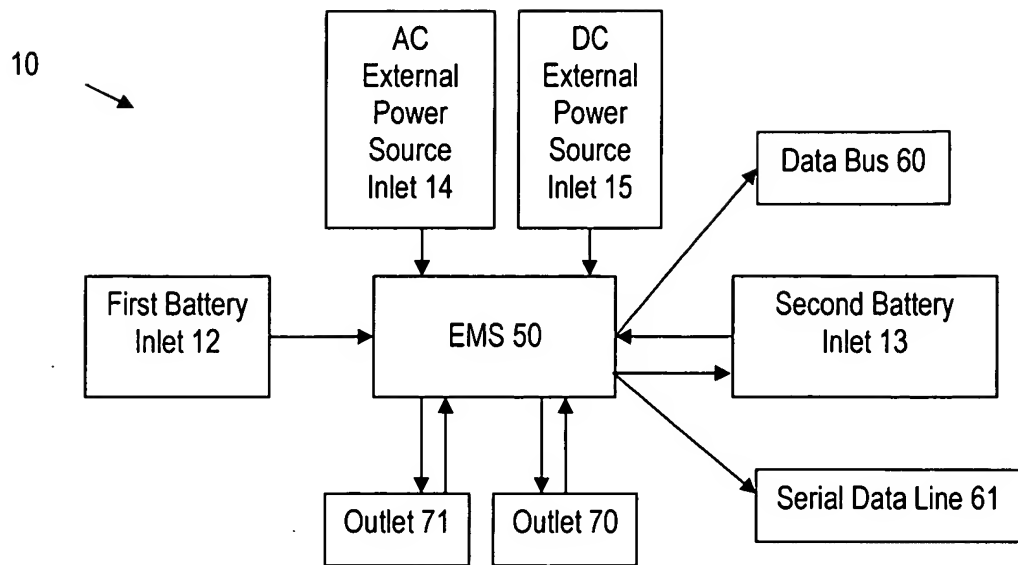 10
AC
External
Power
Source
Inlet 14
DC
External
Power
Source
Inlet 15
Data Bus 60
First Battery
Inlet 12
EMS 50
Second Battery
Inlet 13
Outlet 71
Outlet 70
Serial Data Line 61